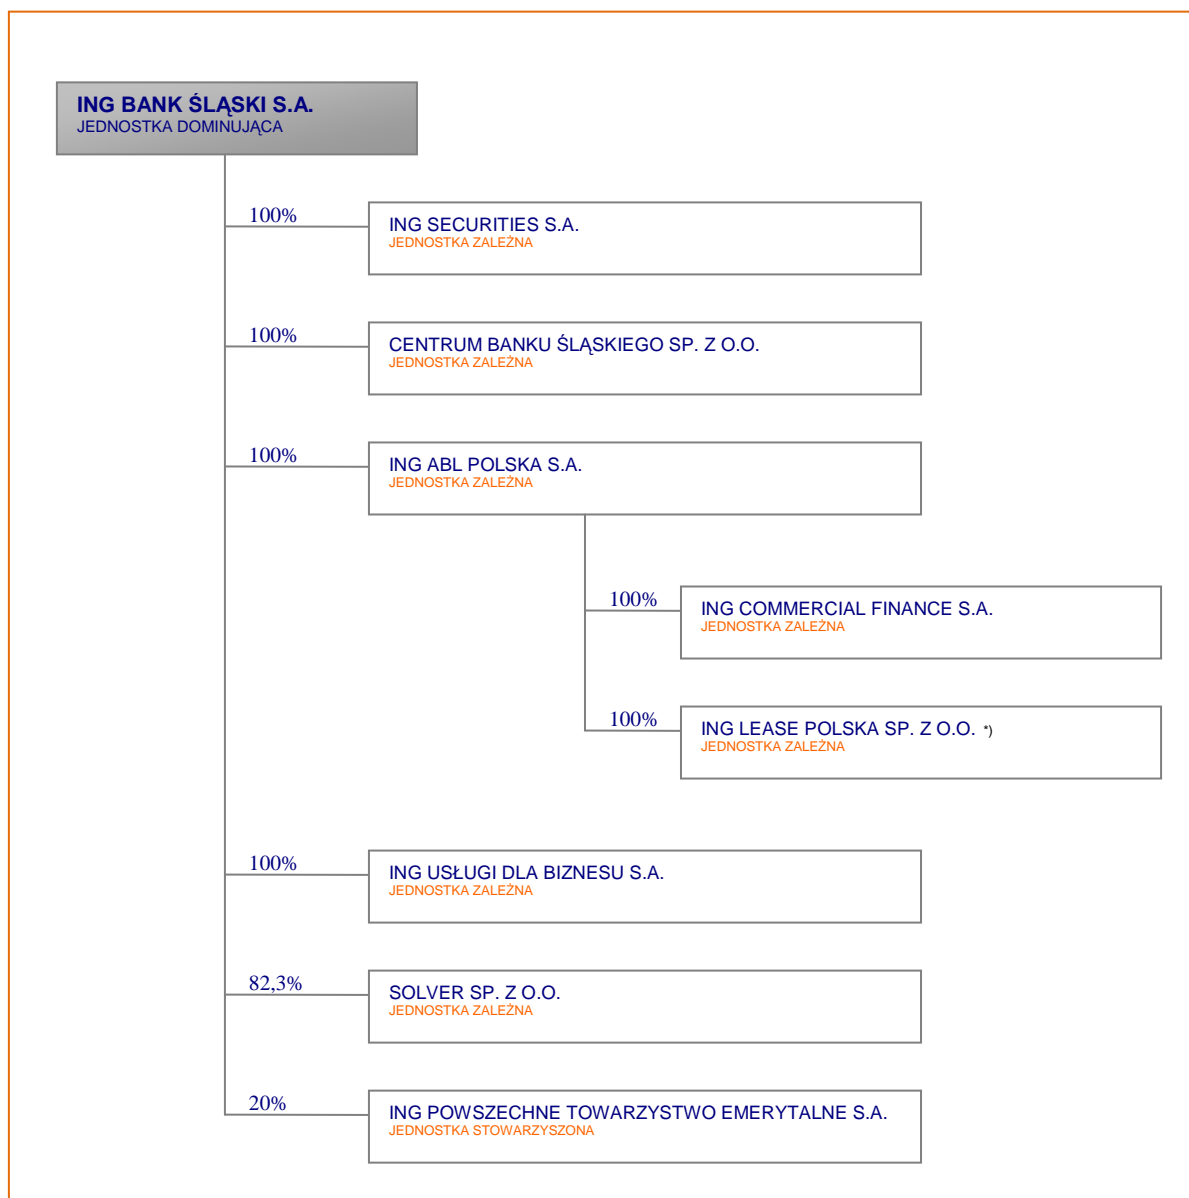 ING BANK ŚLĄSKI S.A.
JEDNOSTKA DOMINUJĄCA
100%
ING SECURITIES S.A.
JEDNOSTKA ZALEŻNA
100%
CENTRUM BANKU ŚLĄSKIEGO SP. Z O.O.
JEDNOSTKA ZALEŻNA
100%
ING ABL POLSKA S.A.
JEDNOSTKA ZALEŻNA
100%
ING COMMERCIAL FINANCE S.A.
JEDNOSTKA ZALEŻNA
100%
ING LEASE POLSKA SP. Z O.O. *)
JEDNOSTKA ZALEŻNA
100%
ING USŁUGI DLA BIZNESU S.A.
JEDNOSTKA ZALEŻNA
82,3%
SOLVER SP. Z O.O.
JEDNOSTKA ZALEŻNA
20%
ING POWSZECHNE TOWARZYSTWO EMERYTALNE S.A.
JEDNOSTKA STOWARZYSZONA